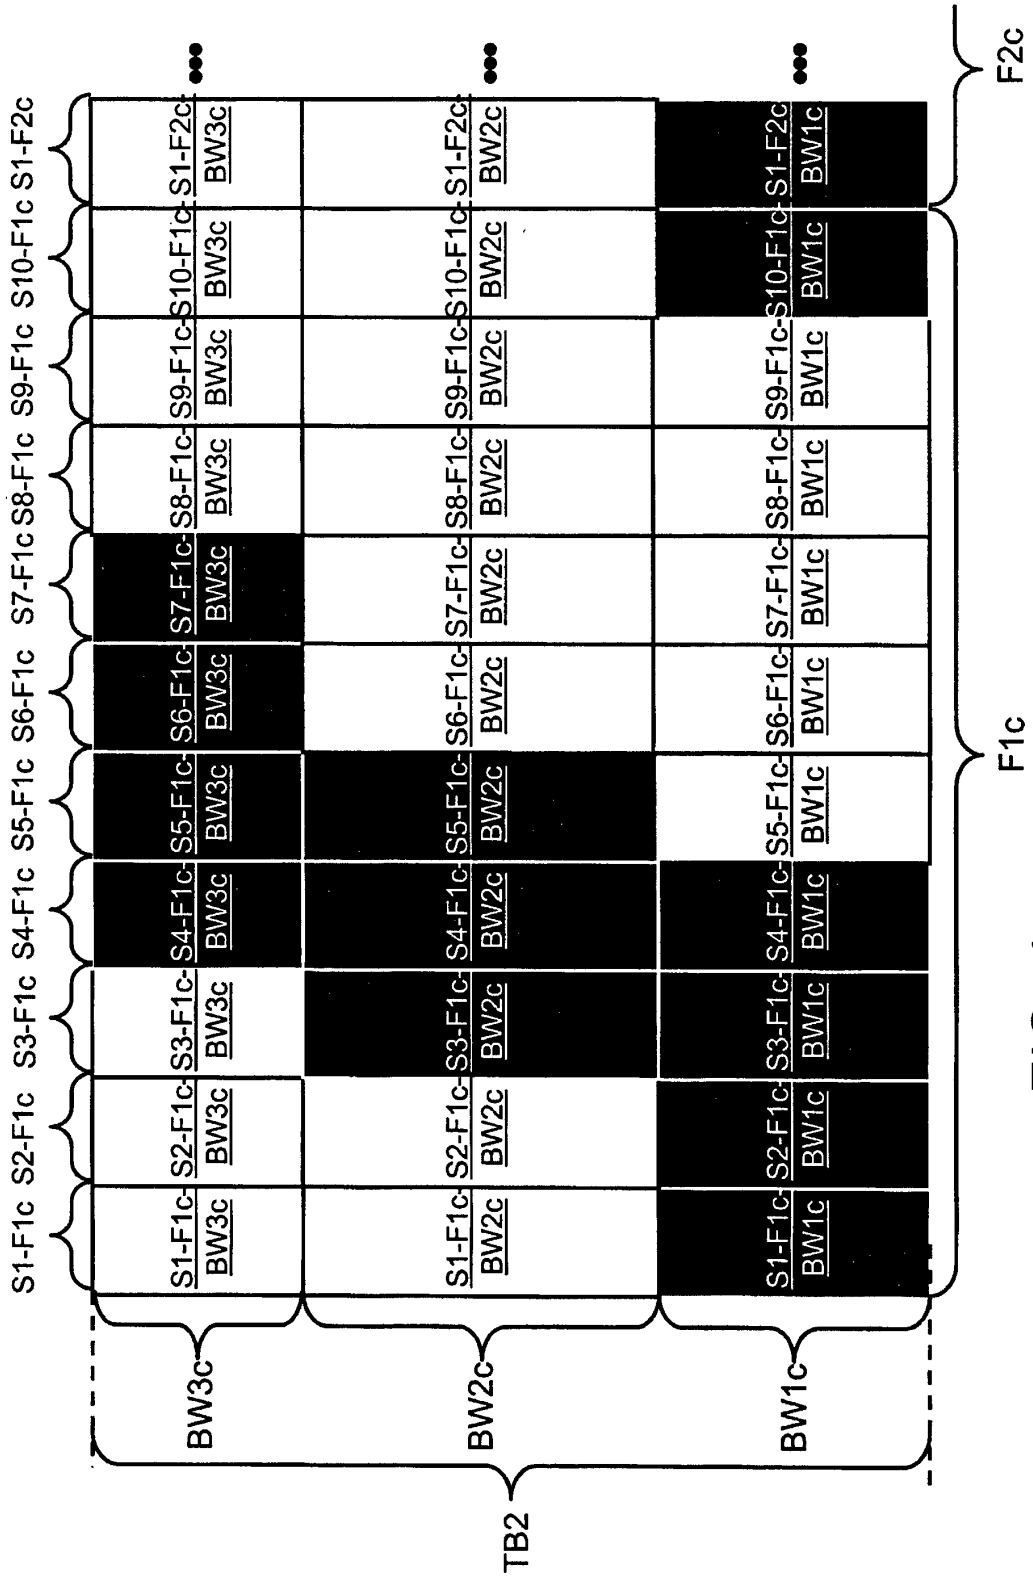 S1-F1c S2-F1c S3-F1c S4-F1c S5-F1c S6-F1c S7-F1c S8-F1c S9-F1c S10-F1c S1-F2c
BW3c
S1-F1c- S2-F1c- S3-F1c- S4-F1c- S5-F1c- S6-F1c- S7-F1c- S8-F1c- S9-F1c- S10-F1c- S1-F2c-
BW3c BW3c BW3c BW3c BW3c BW3c BW3c BW3c BW3c BW3c BW3c
•••
TB2
BW2c
S1-F1c- S2-F1c- S3-F1c- S4-F1c- S5-F1c- S6-F1c- S7-F1c- S8-F1c- S9-F1c- S10-F1c- S1-F2c-
BW2c BW2c BW2c BW2c BW2c BW2c BW2c BW2c BW2c BW2c BW2c
•••
BW1c
S1-F1c- S2-F1c- S3-F1c- S4-F1c- S5-F1c- S6-F1c- S7-F1c- S8-F1c- S9-F1c- S10-F1c- S1-F2c
BW1c BW1c BW1c BW1c BW1c BW1c BW1c BW1c BW1c BW1c BW1c
•••
F1c F2c